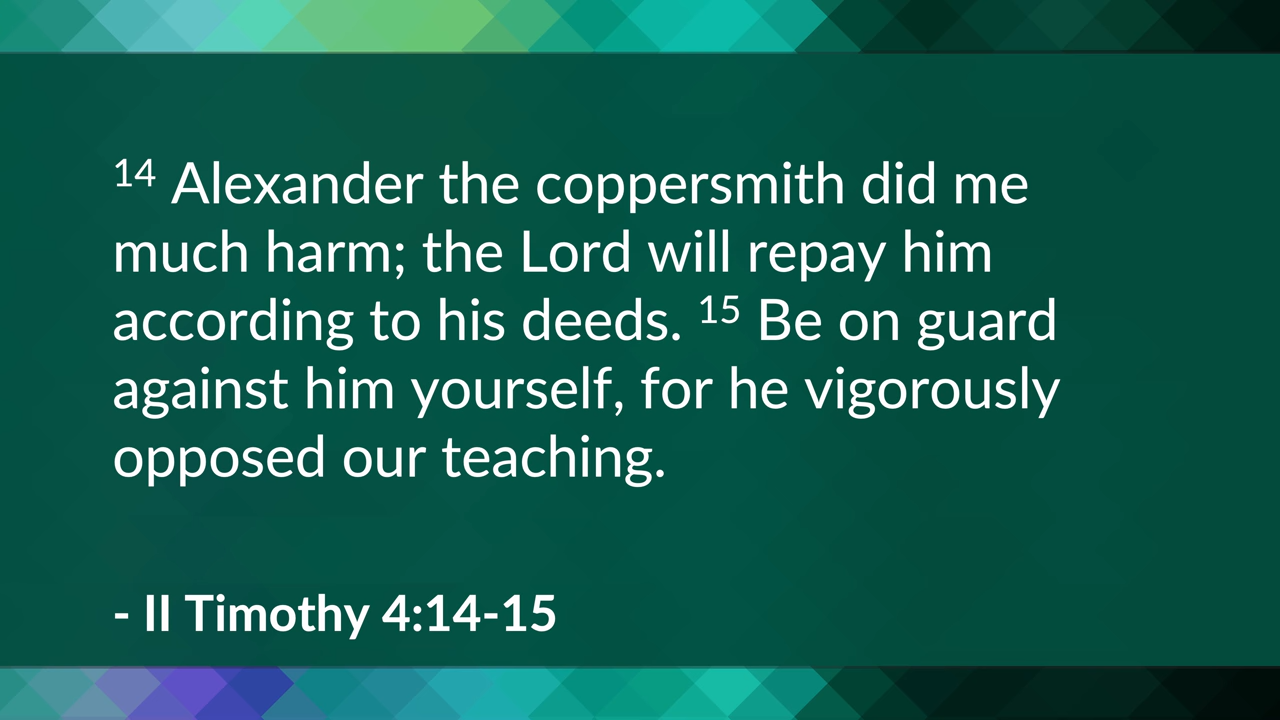 14 Alexander the coppersmith did me
much harm; the Lord will repay him
according to his deeds. 15 Be on guard
against him yourself, for he vigorously
opposed our teaching.
- II Timothy 4:14-15